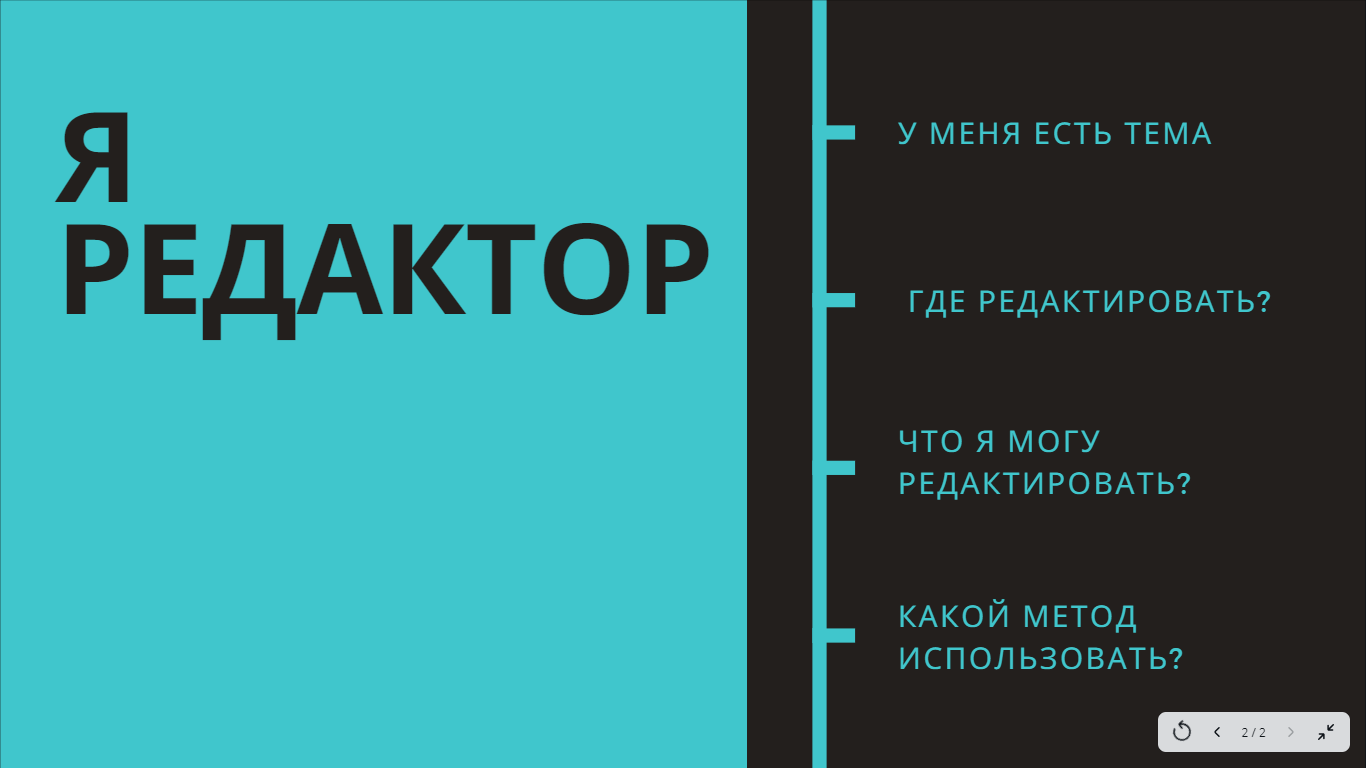 Я
РЕДАКТОР
У МЕНЯ ЕСТЬ ТЕМА
ГДЕ РЕДАКТИРОВАТЬ?
ЧТО Я МОГУ
РЕДАКТИРОВАТЬ?
КАКОЙ МЕТОД
ИСПОЛЬЗОВАТЬ?
2 / 2